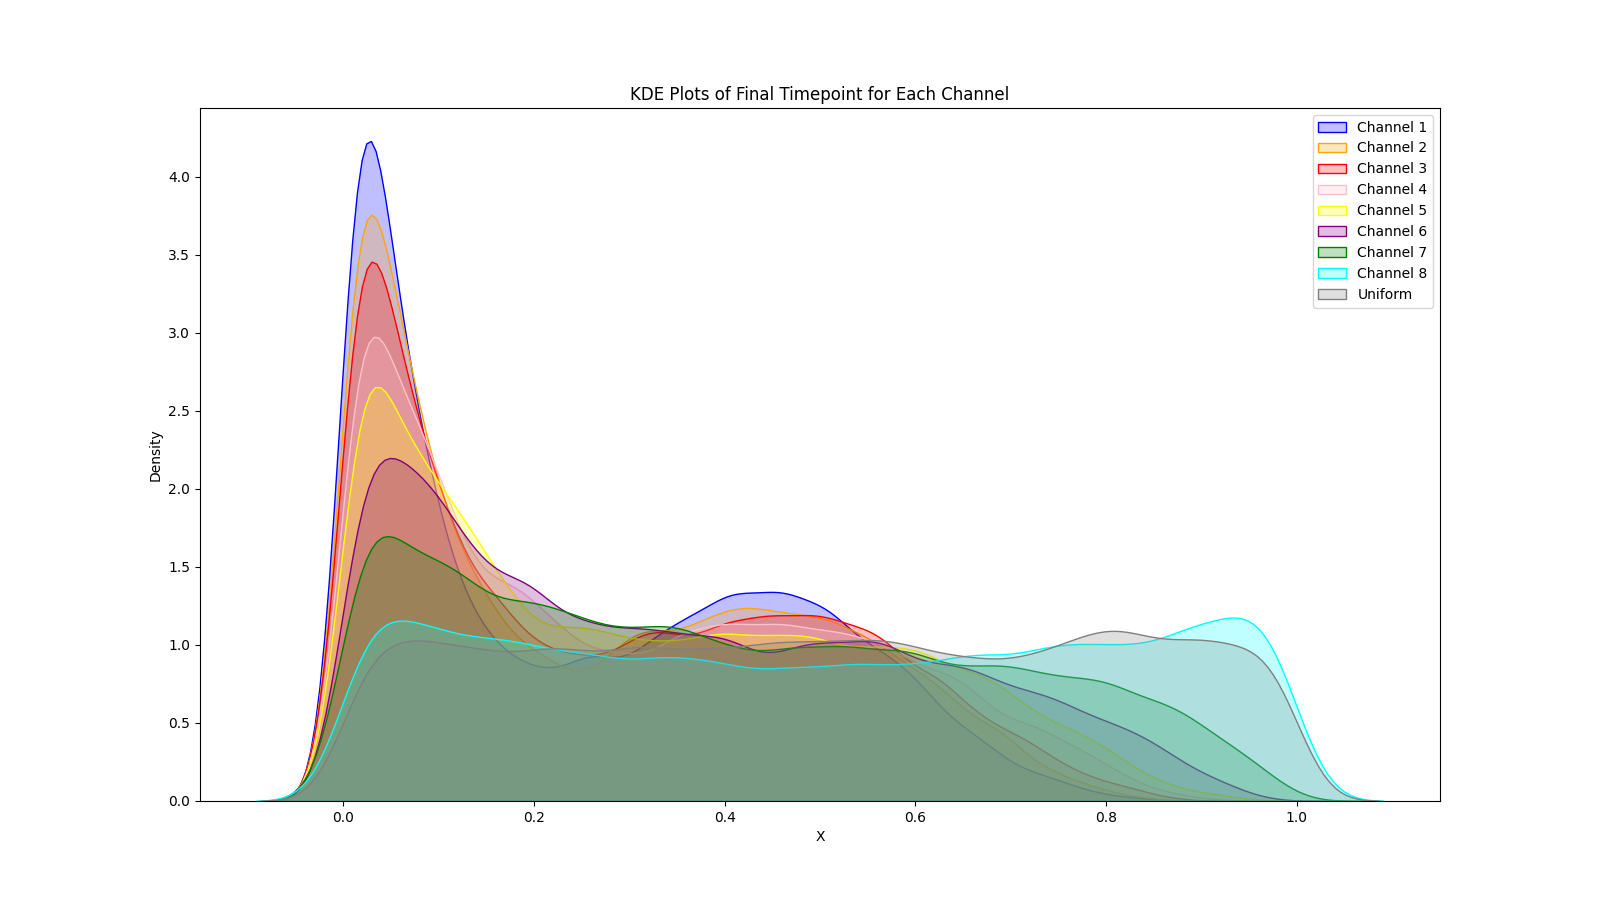 KDE Plots of Final Timepoint for Each Channel
Channel 1
Channel 2
Channel 3
Channel 4
Channel 5
Channel 6
Channel 7
Channel 8
Uniform
Density
4.0
3.5
3.0
2.5
2.0
1.5
1.0
0.5
0.0
0.0 0.2 0.4 0.6 0.8 1.0
X